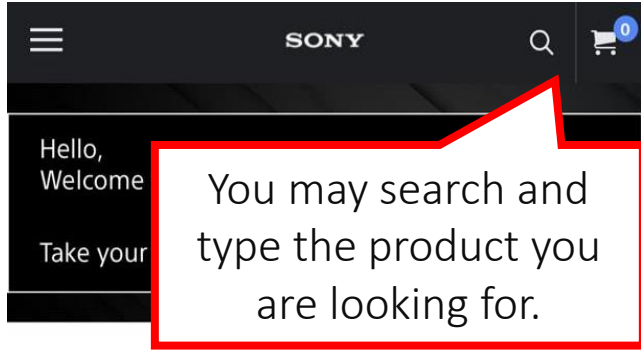 SONY
0
Hello,
Welcome
Take your
You may search and
type the product you
are looking for.